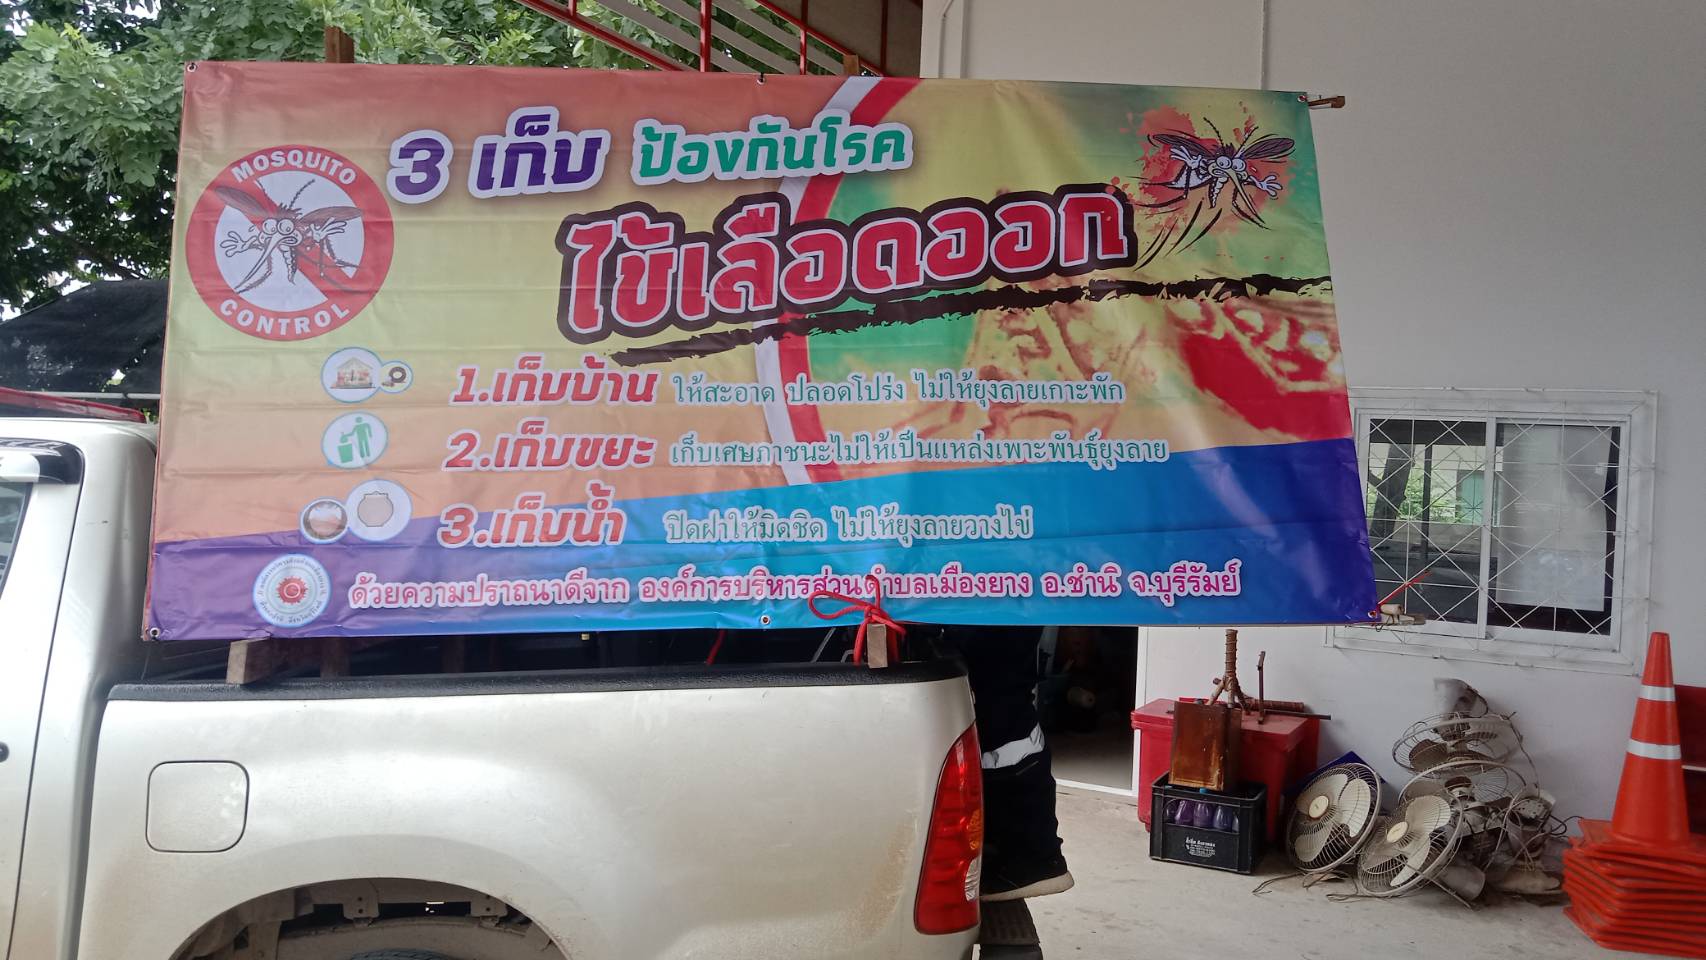 MOSQUITO
CONTROL
3 เก็บ ป้องกันโรค
ไข้เลือดออก
1.เก็บบ้าน ให้สะอาด ปลอดโปร่ง ไม่ให้ยุงลายเกาะพัก
2.เก็บขยะ เก็บเศษภาชนะไม่ให้เป็นแหล่งเพาะพันธุ์ยุงลาย
3.เก็บน้ำ ปิดฝาให้มิดชิด ไม่ให้ยุงลายวางไข่
ด้วยความปราถนาดีจาก องค์การบริหารส่วนตำบลเมืองยาง อ.ชำนิ จ.บุรีรัมย์